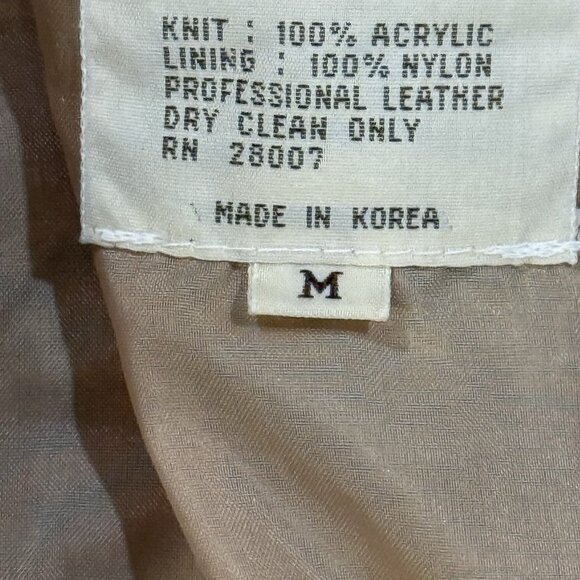 KNIT : 100% ACRYLIC
LINING : 100% NYLON
PROFESSIONAL LEATHER
DRY CLEAN ONLY
RN 28007
MADE IN KOREA
M